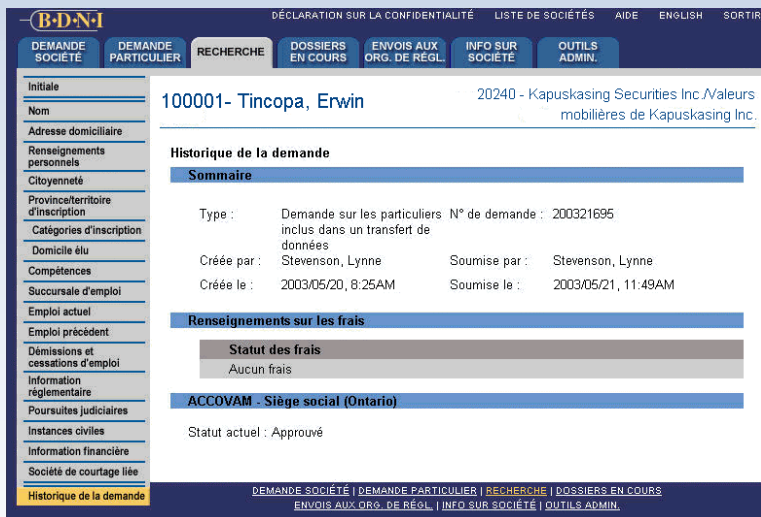 B·D·N·I
DÉCLARATION SUR LA CONFIDENTIALITÉ LISTE DE SOCIÉTÉS AIDE ENGLISH SORTIR
DEMANDE SOCIÉTÉ
DEMANDE PARTICULIER
RECHERCHE
DOSSIERS EN COURS
ENVOIS AUX ORG. DE RÉGL.
INFO SUR SOCIÉTÉ
OUTILS ADMIN.
Initiale
Nom
Adresse domiciliaire
Renseignements
personnels
Citoyenneté
Province/territoire
d'inscription
Catégories d'inscription
Domicile élu
Compétences
Succursale d'emploi
Emploi actuel
Emploi précédent
Démissions et
cessations d'emploi
Information
réglementaire
Poursuites judiciaires
Instances civiles
Information financière
Société de courtage liée
Historique de la demande
100001- Tincopa, Erwin
20240 - Kapuskasing Securities Inc./Valeurs
mobilières de Kapuskasing Inc.
Historique de la demande
Sommaire
Type : Demande sur les particuliers N° de demande : 200321695
inclus dans un transfert de
données
Créée par : Stevenson, Lynne Soumise par : Stevenson, Lynne
Créée le : 2003/05/20, 8:25AM Soumise le : 2003/05/21, 11:49AM
Renseignements sur les frais
Statut des frais
Aucun frais
ACCOVAM - Siège social (Ontario)
Statut actuel : Approuvé
DEMANDE SOCIÉTÉ | DEMANDE PARTICULIER | RECHERCHE | DOSSIERS EN COURS
ENVOIS AUX ORG. DE RÉGL. | INFO SUR SOCIÉTÉ | OUTILS ADMIN.